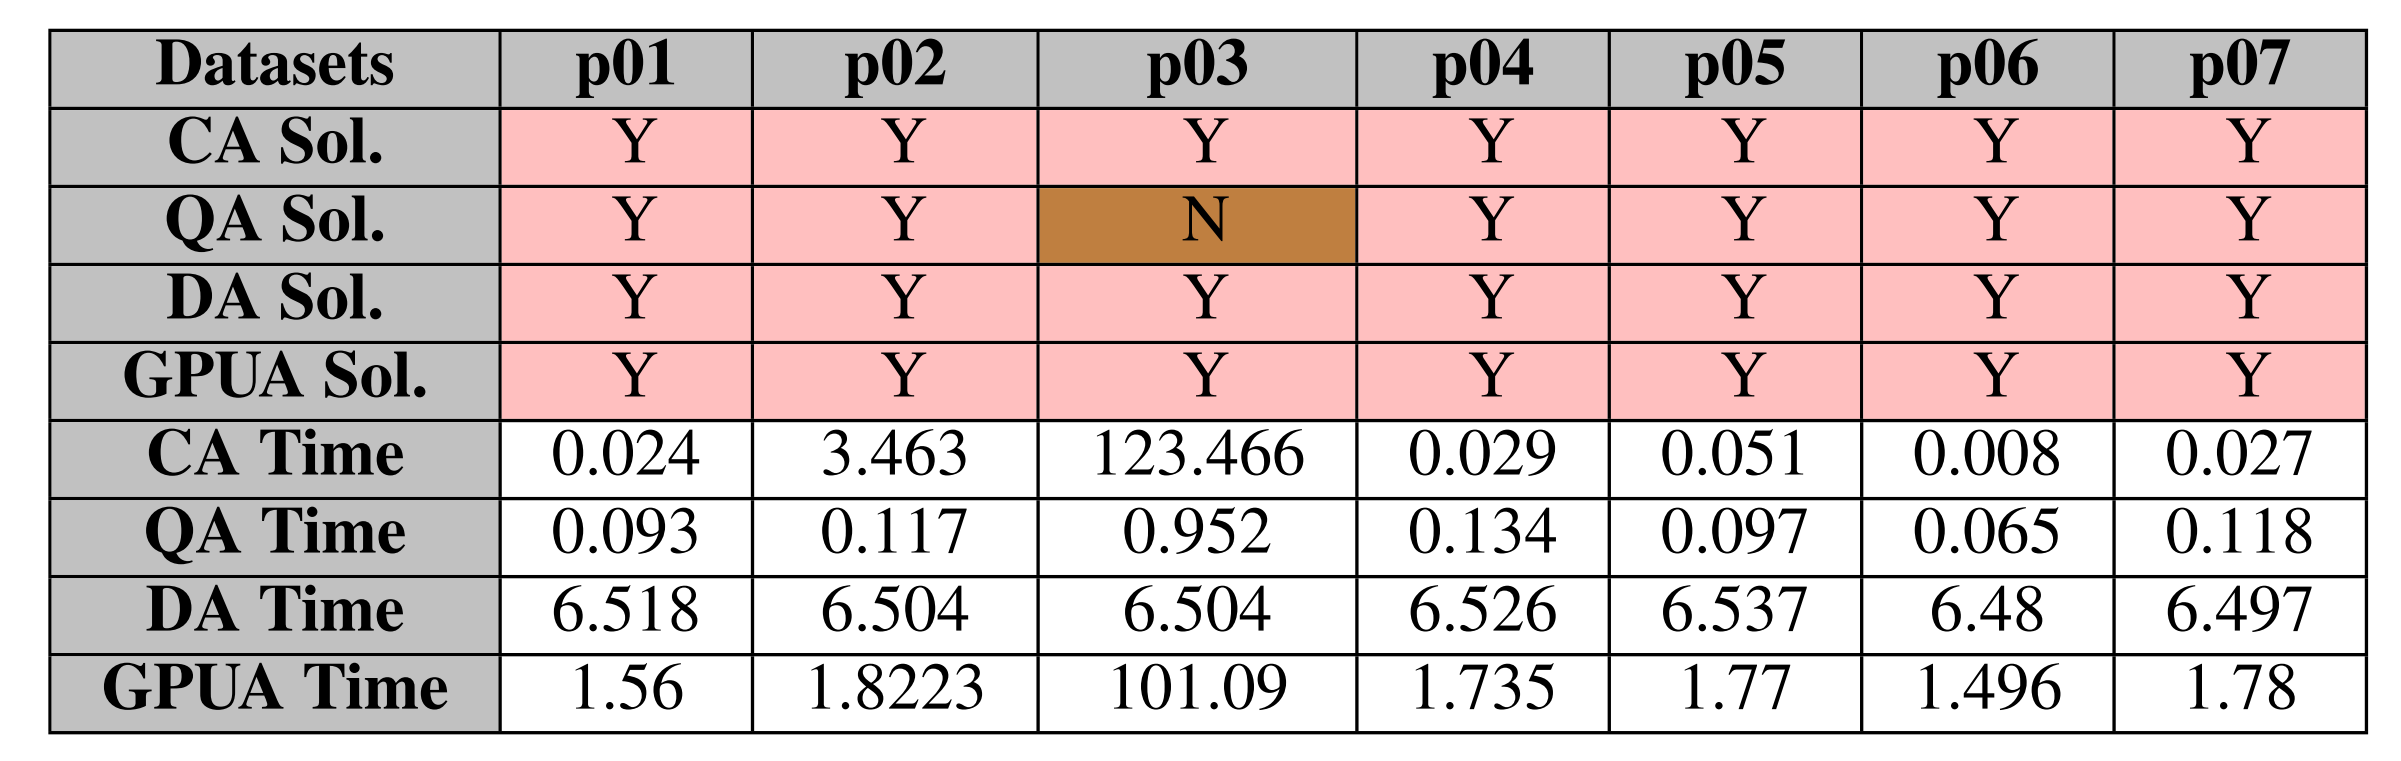 Datasets p01 p02 p03 p04 p05 p06 p07
CA Sol. Y Y Y Y Y Y Y
QA Sol. Y Y N Y Y Y Y
DA Sol. Y Y Y Y Y Y Y
GPUA Sol. Y Y Y Y Y Y Y
CA Time 0.024 3.463 123.466 0.029 0.051 0.008 0.027
QA Time 0.093 0.117 0.952 0.134 0.097 0.065 0.118
DA Time 6.518 6.504 6.504 6.526 6.537 6.48 6.497
GPUA Time 1.56 1.8223 101.09 1.735 1.77 1.496 1.78